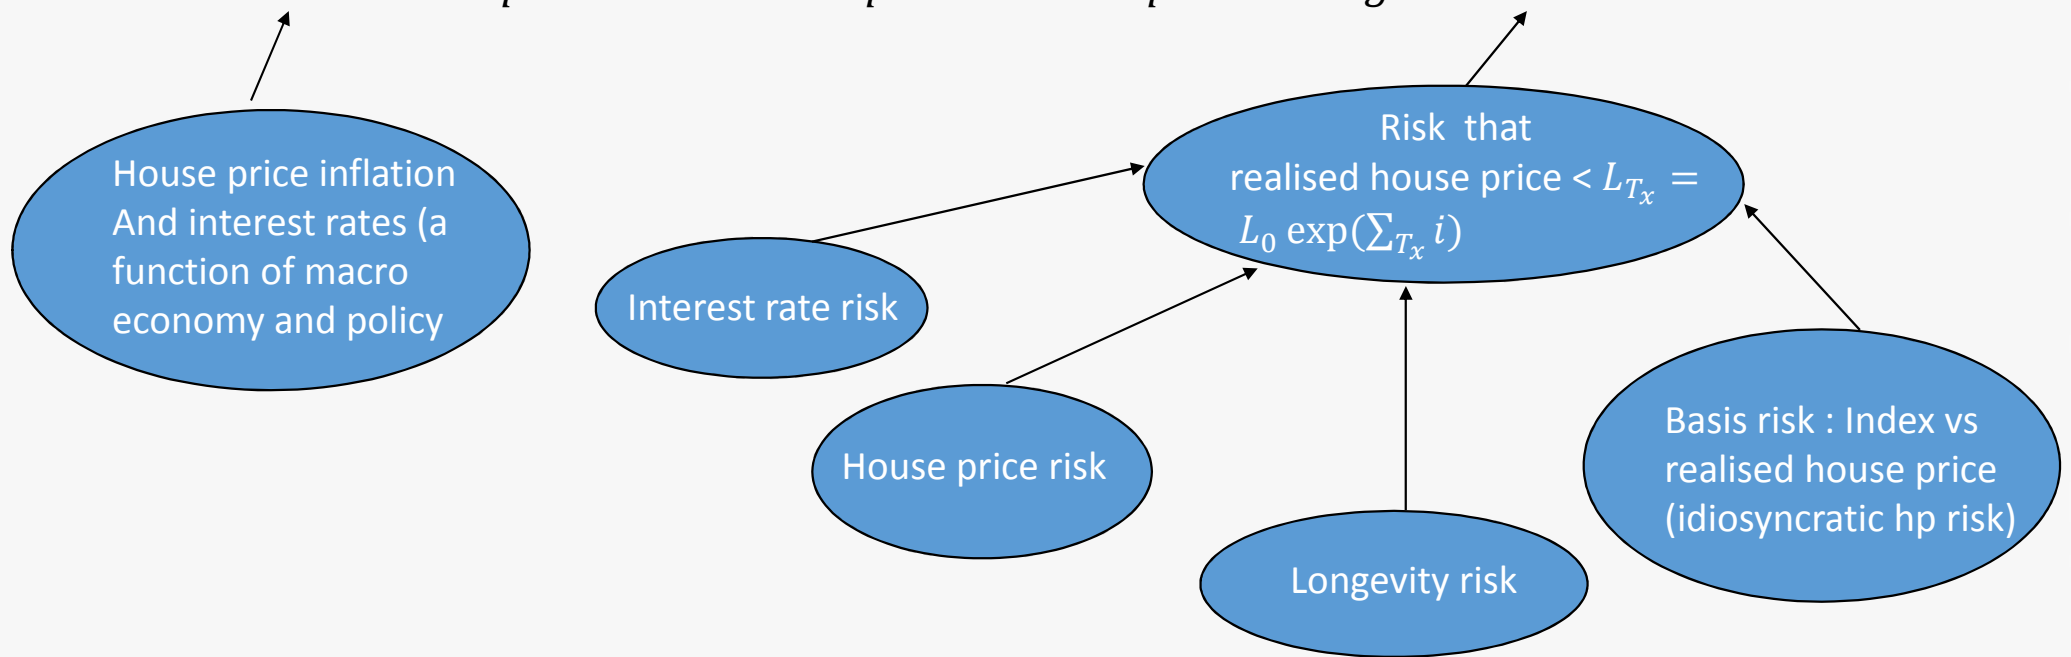 House price inflation
And interest rates (a
function of macro
economy and policy
Risk that
realised house price < $L_{T_x}$ =
$L_0$ exp($\sum_{T_x} i$)
Interest rate risk
House price risk
Longevity risk
Basis risk : Index vs
realised house price
(idiosyncratic hp risk)